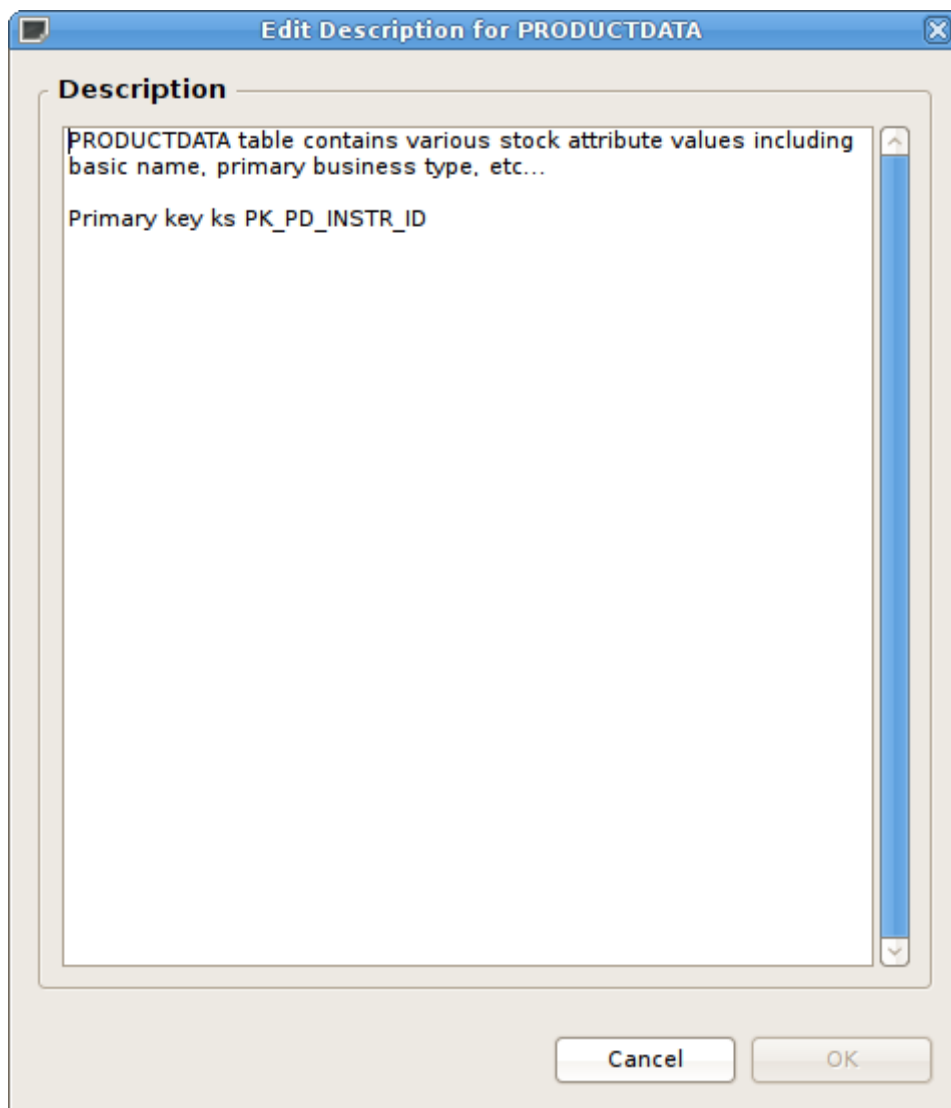 Edit Description for PRODUCTDATA
Description
PRODUCTDATA table contains various stock attribute values including
basic name, primary business type, etc...
Primary key ks PK_PD_INSTR_ID
Cancel
OK